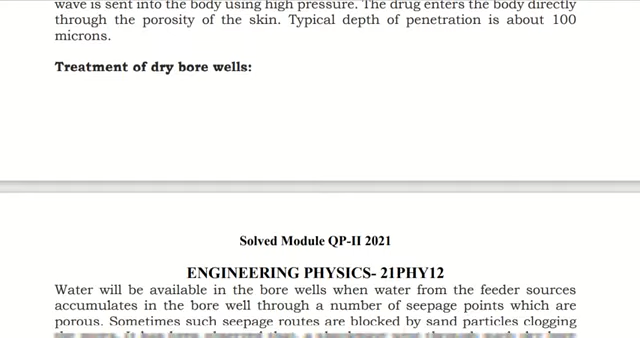 wave is sent into the body using high pressure. The drug enters the body directly
through the porosity of the skin. Typical depth of penetration is about 100
microns.
Treatment of dry bore wells:
Solved Module QP-II 2021
ENGINEERING PHYSICS- 21PHY12
Water will be available in the bore wells when water from the feeder sources
accumulates in the bore well through a number of seepage points which are
porous. Sometimes such seepage routes are blocked by sand particles clogging